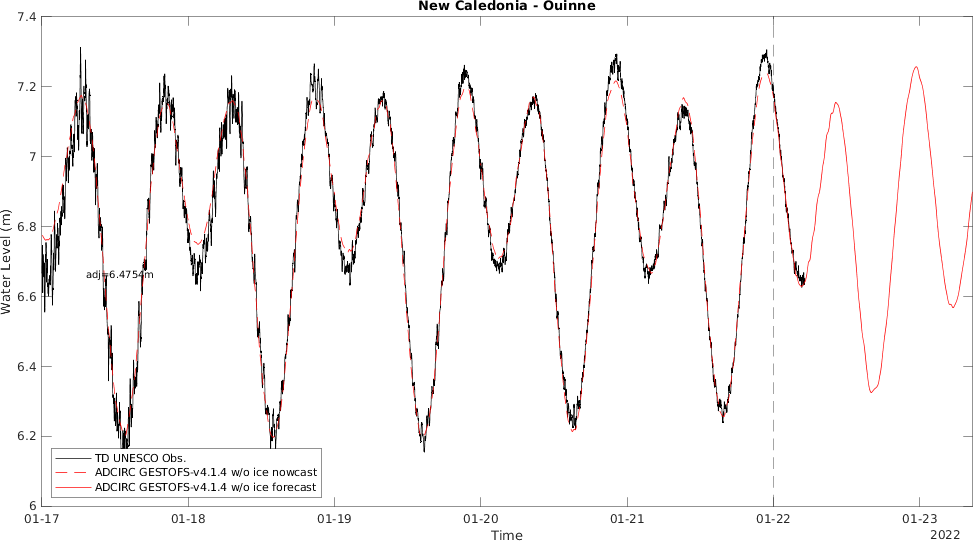 New Caledonia - Ouinne
7.4
7.2
7
6.8
6.6
6.4
6.2
6
Water Level (m)
adj=6.4754m
TD UNESCO Obs.
ADCIRC GESTOFS-v4.1.4 w/o ice nowcast
ADCIRC GESTOFS-v4.1.4 w/o ice forecast
01-17 01-18 01-19 01-20 01-21 01-22 01-23
Time
2022